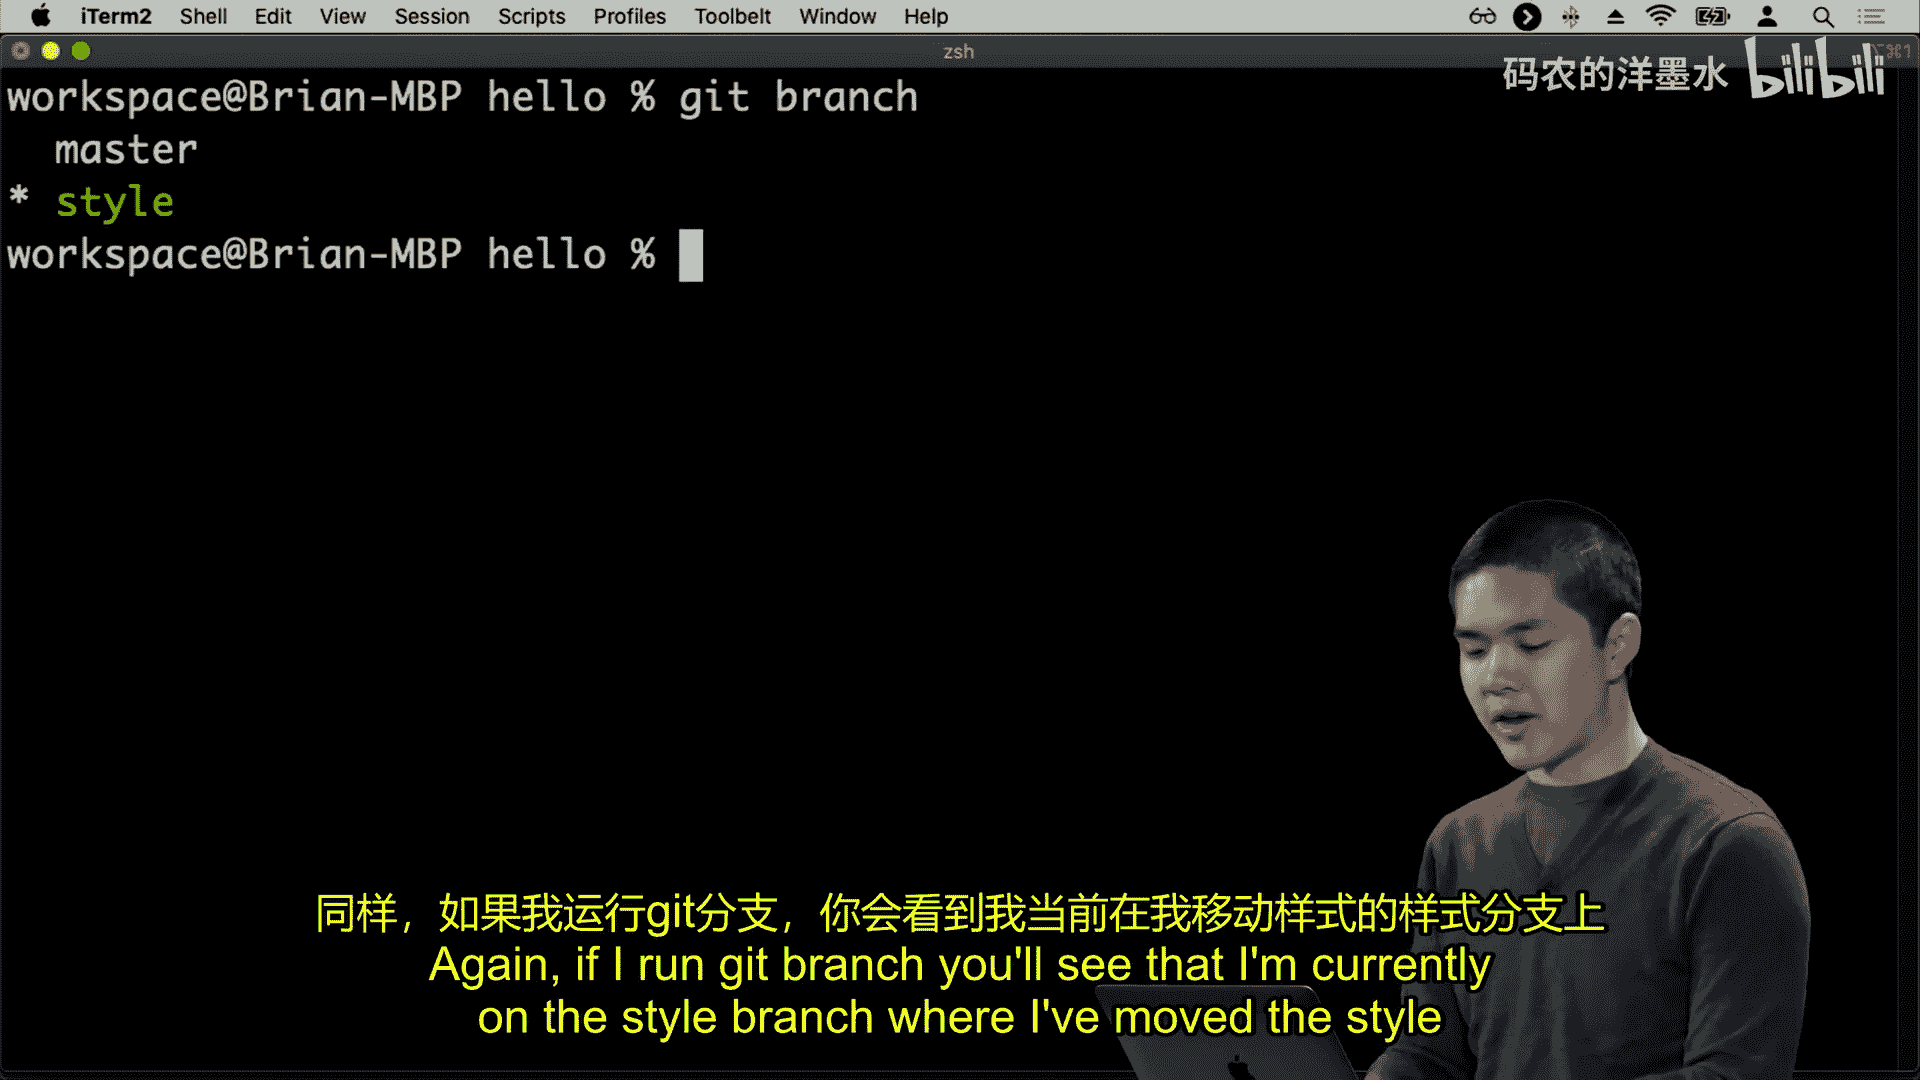 iTerm2 Shell Edit View Session Scripts Profiles Toolbelt Window Help
zsh
⌘1
码农的洋墨水 bilibili
workspace@Brian-MBP hello % git branch
master
* style
workspace@Brian-MBP hello %
同样，如果我运行git分支，你会看到我当前在我移动样式的样式分支上
Again, if I run git branch you'll see that I'm currently
on the style branch where I've moved the style